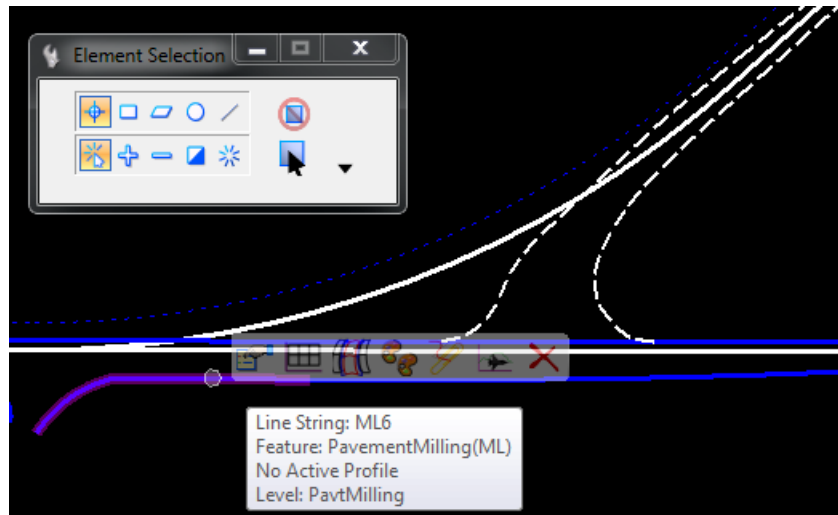 Element Selection
Line String: ML6
Feature: PavementMilling(ML)
No Active Profile
Level: PavtMilling